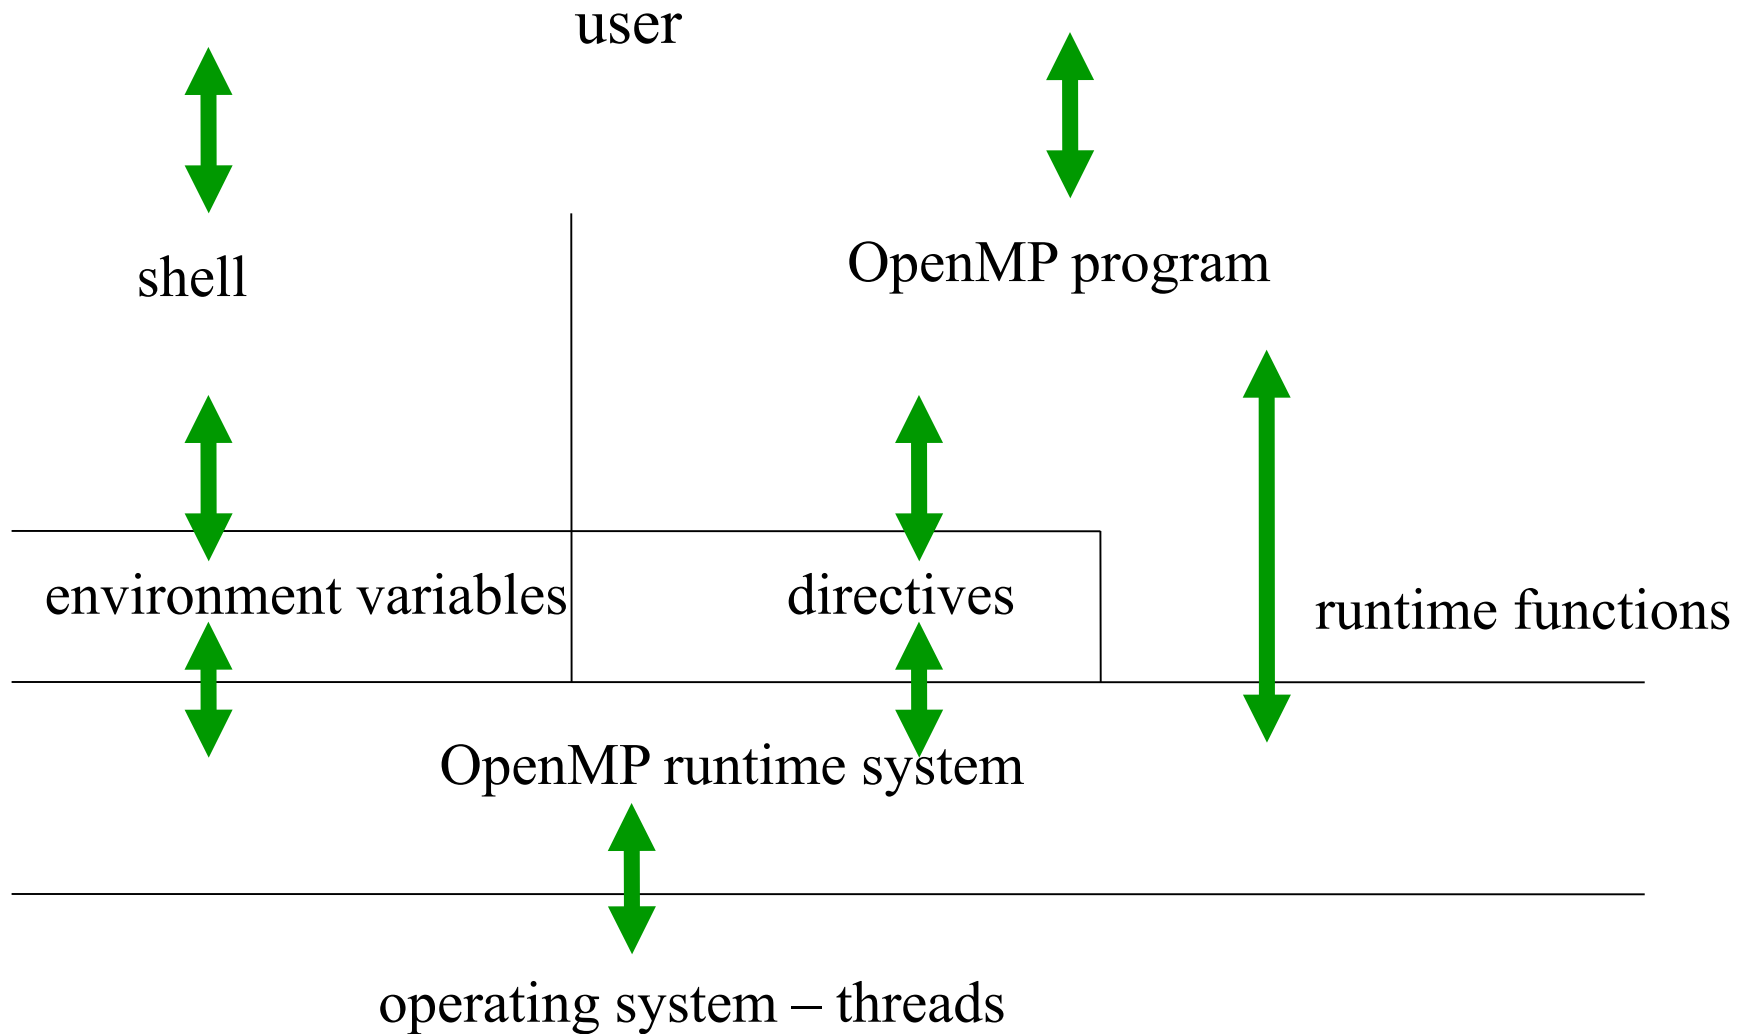 user
shell
OpenMP program
environment variables
directives
runtime functions
OpenMP runtime system
operating system – threads